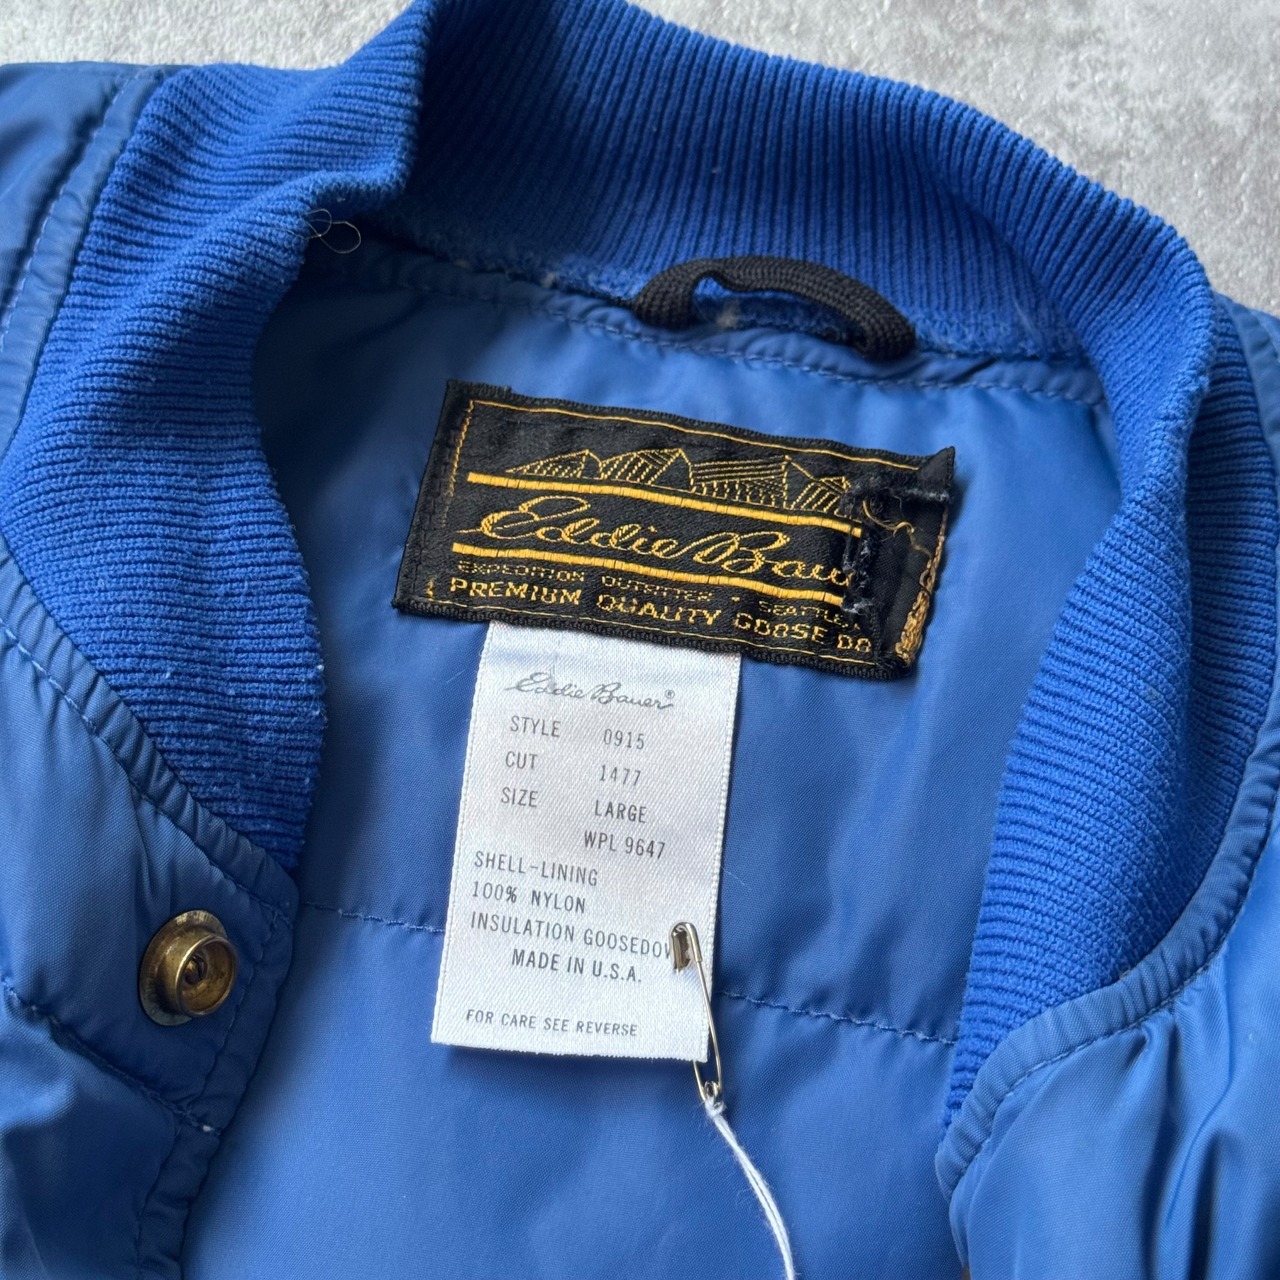 Eddie Bau
EXPEDITION OUTFITTER • SEATTLE,
PREMIUM QUALITY GOOSE DO
Eddie Bauer®
STYLE 0915
CUT 1477
SIZE LARGE
WPL 9647
SHELL-LINING
100% NYLON
INSULATION GOOSEDOW
MADE IN U.S.A.
FOR CARE SEE REVERSE